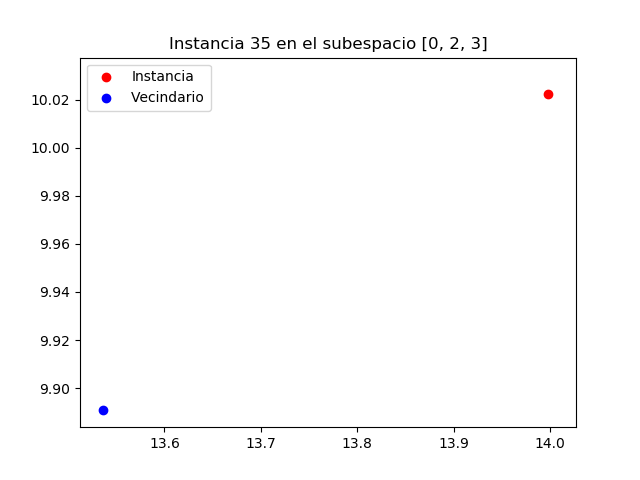 Instancia 35 en el subespacio [0, 2, 3]
Instancia
Vecindario
10.02
10.00
9.98
9.96
9.94
9.92
9.90
13.6 13.7 13.8 13.9 14.0